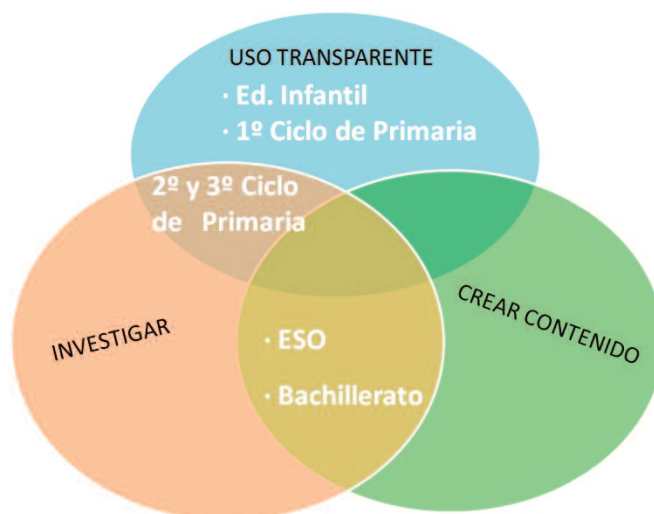 USO TRANSPARENTE
· Ed. Infantil
· 1º Ciclo de Primaria
2º y 3º Ciclo
de Primaria
INVESTIGAR
CREAR CONTENIDO
· ESO
· Bachillerato